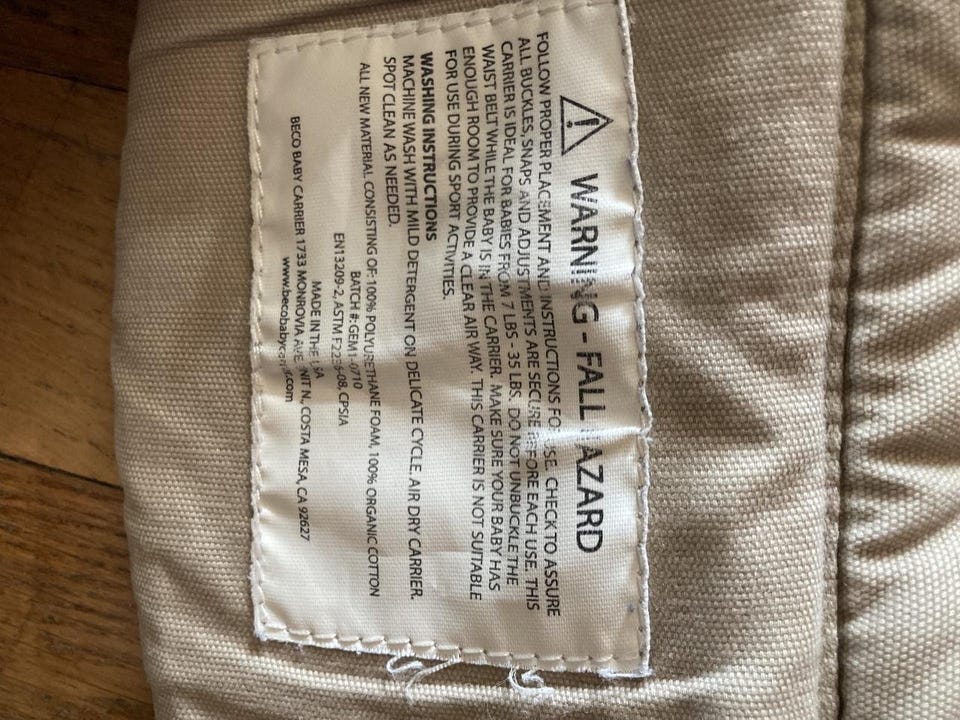 WARNING - FALL HAZARD
FOLLOW PROPER PLACEMENT AND INSTRUCTIONS FOR USE. CHECK TO ASSURE
ALL BUCKLES, SNAPS AND ADJUSTMENTS ARE SECURE BEFORE EACH USE. THIS
CARRIER IS IDEAL FOR BABIES FROM 7 LBS - 35 LBS. DO NOT UNBUCKLE THE
WAIST BELT WHILE THE BABY IS IN THE CARRIER. MAKE SURE YOUR BABY HAS
ENOUGH ROOM TO PROVIDE A CLEAR AIR WAY. THIS CARRIER IS NOT SUITABLE
FOR USE DURING SPORT ACTIVITIES.
WASHING INSTRUCTIONS
MACHINE WASH WITH MILD DETERGENT ON DELICATE CYCLE. AIR DRY CARRIER.
SPOT CLEAN AS NEEDED.
ALL NEW MATERIAL CONSISTING OF: 100% POLYURETHANE FOAM, 100% ORGANIC COTTON
BATCH #: GEM1-0710
EN13209-2, ASTM F2236-08, CPSIA
MADE IN THE USA
BECO BABY CARRIER 1733 MONROVIA AVE. UNIT N., COSTA MESA, CA 92627
www.becobabycarrier.com